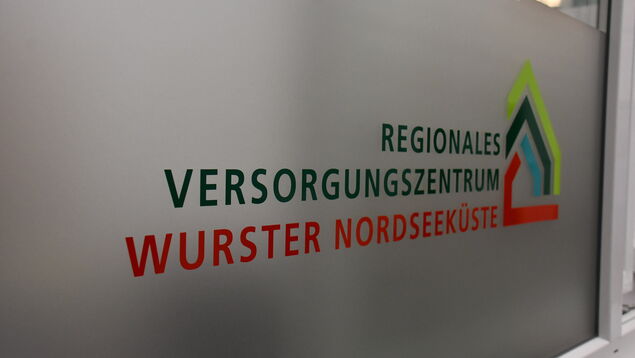 REGIONALES
VERSORGUNGSZENTRUM
WURSTER NORDSEEKÜSTE